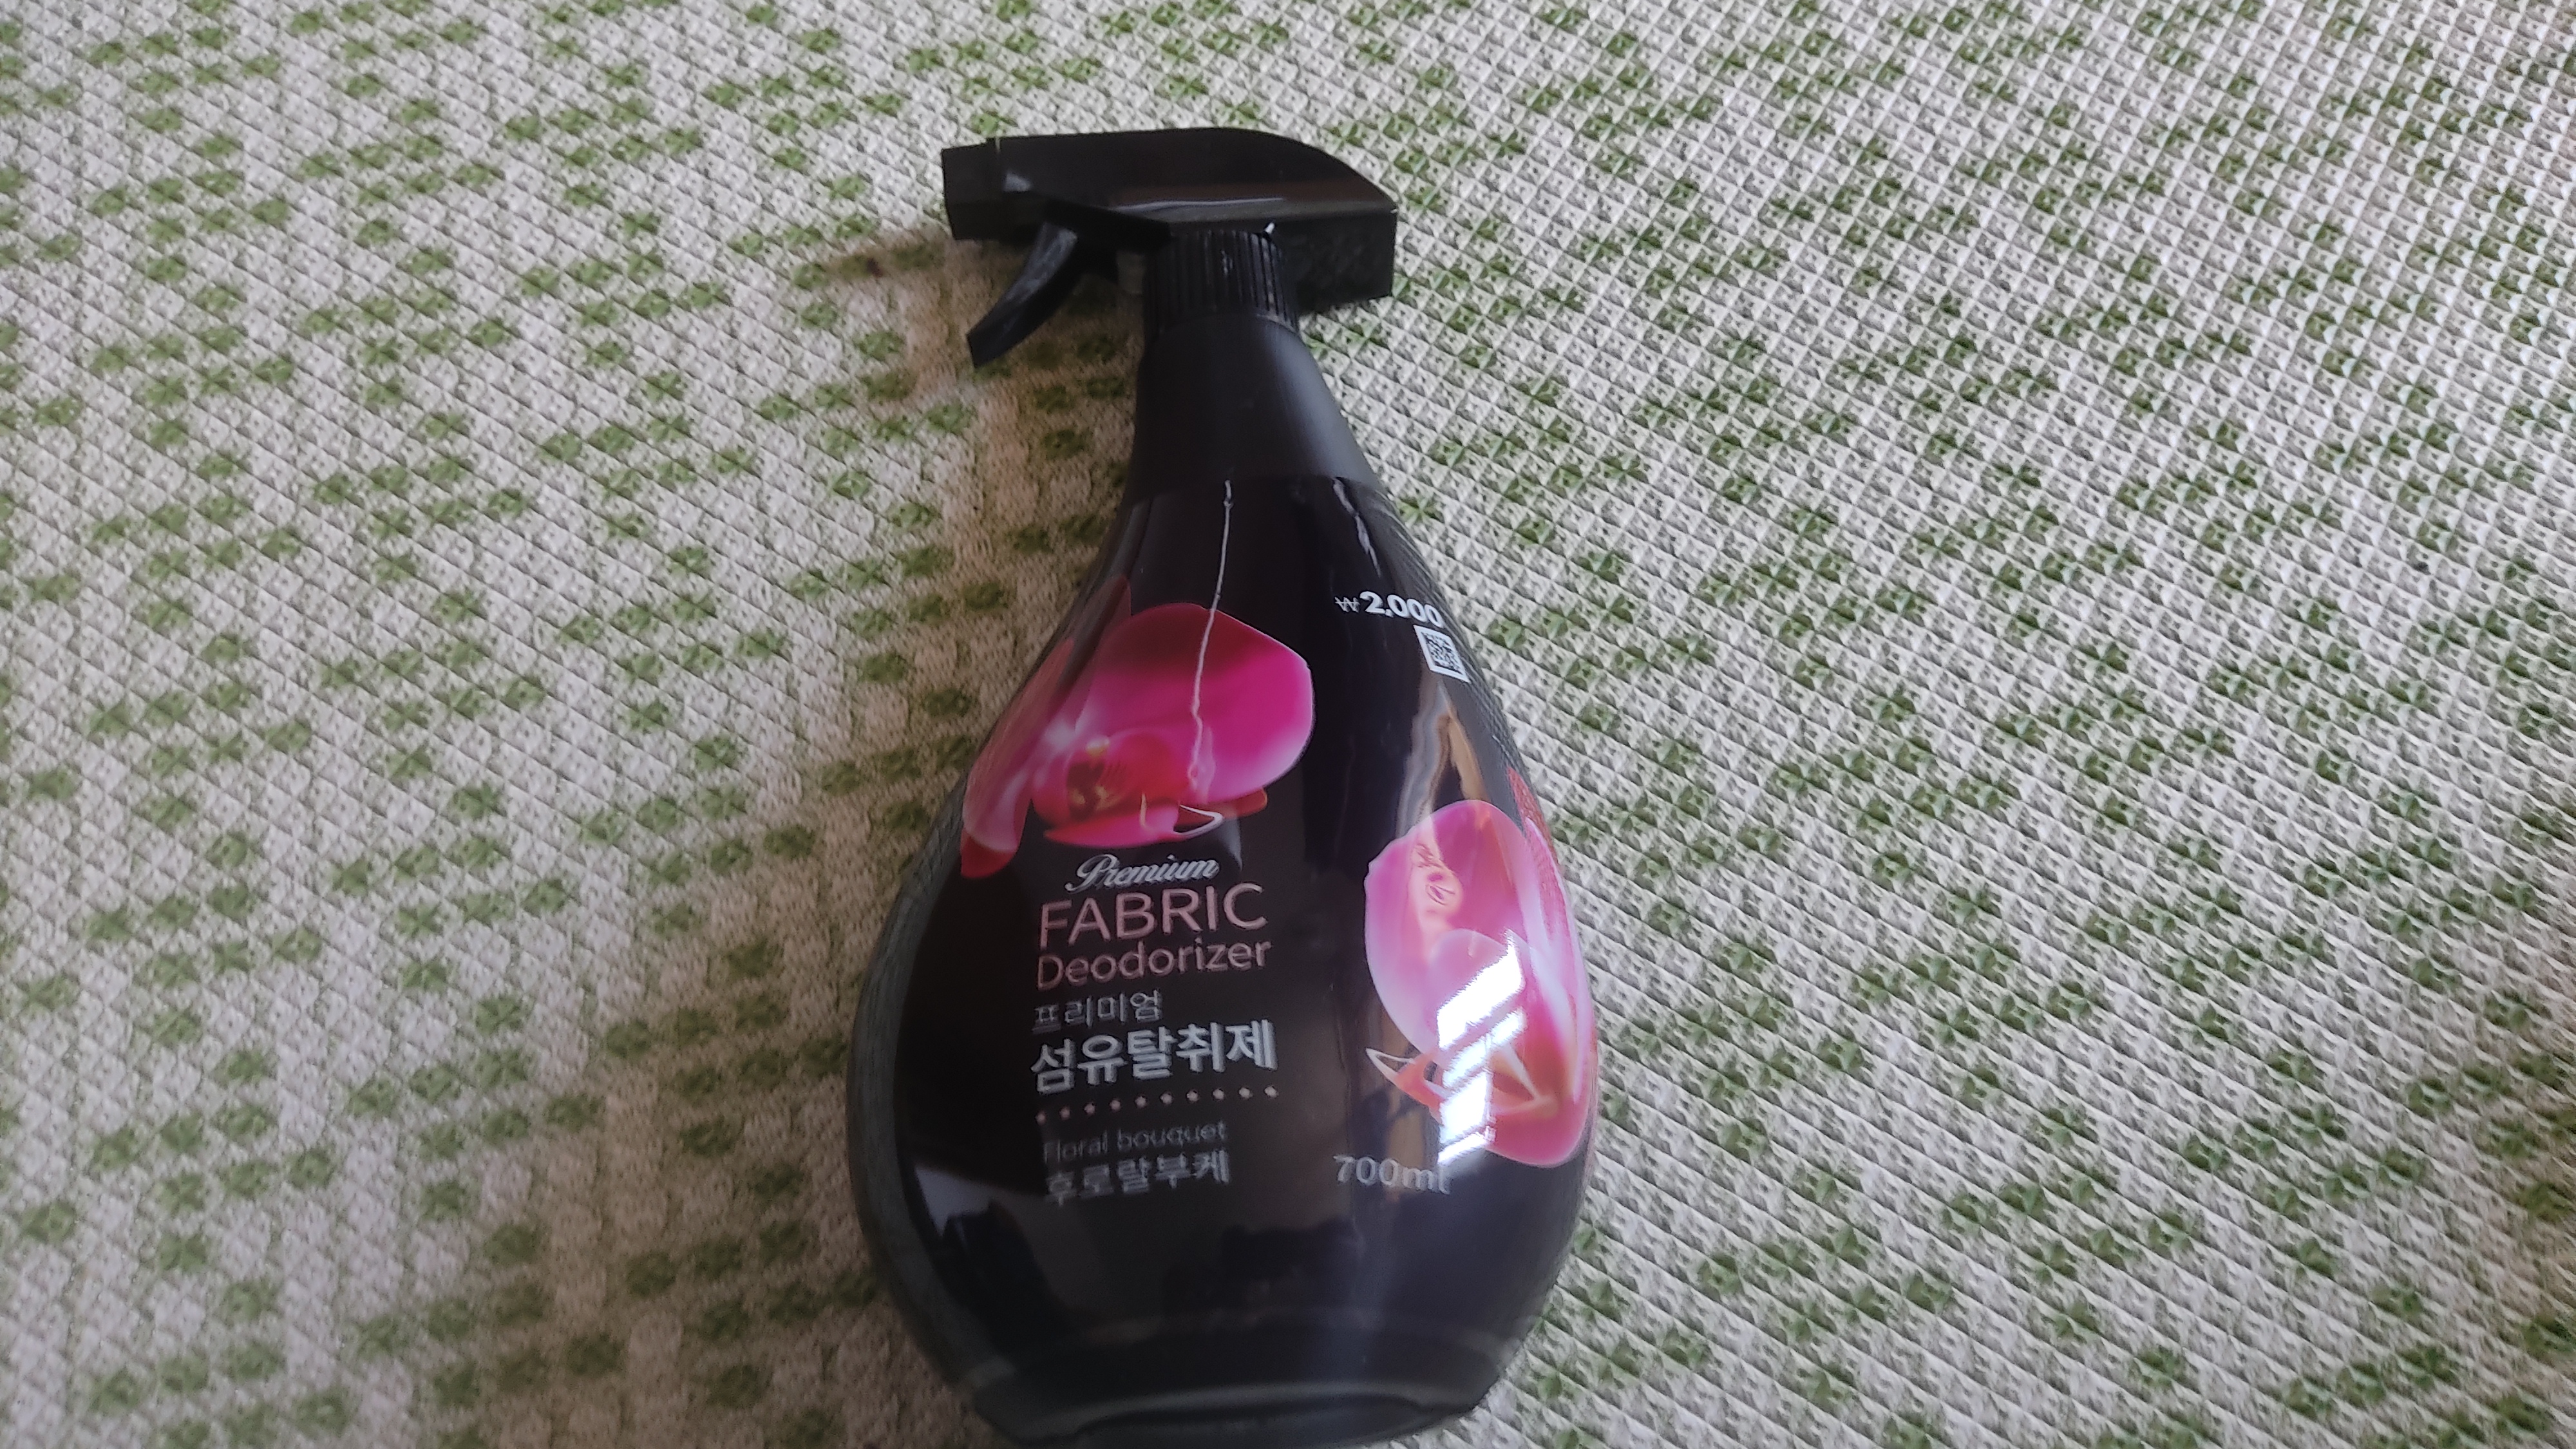 ₩2,000
Premium
FABRIC
Deodorizer
프리미엄
섬유탈취제
Floral bouquet
후로랄부케
700ml